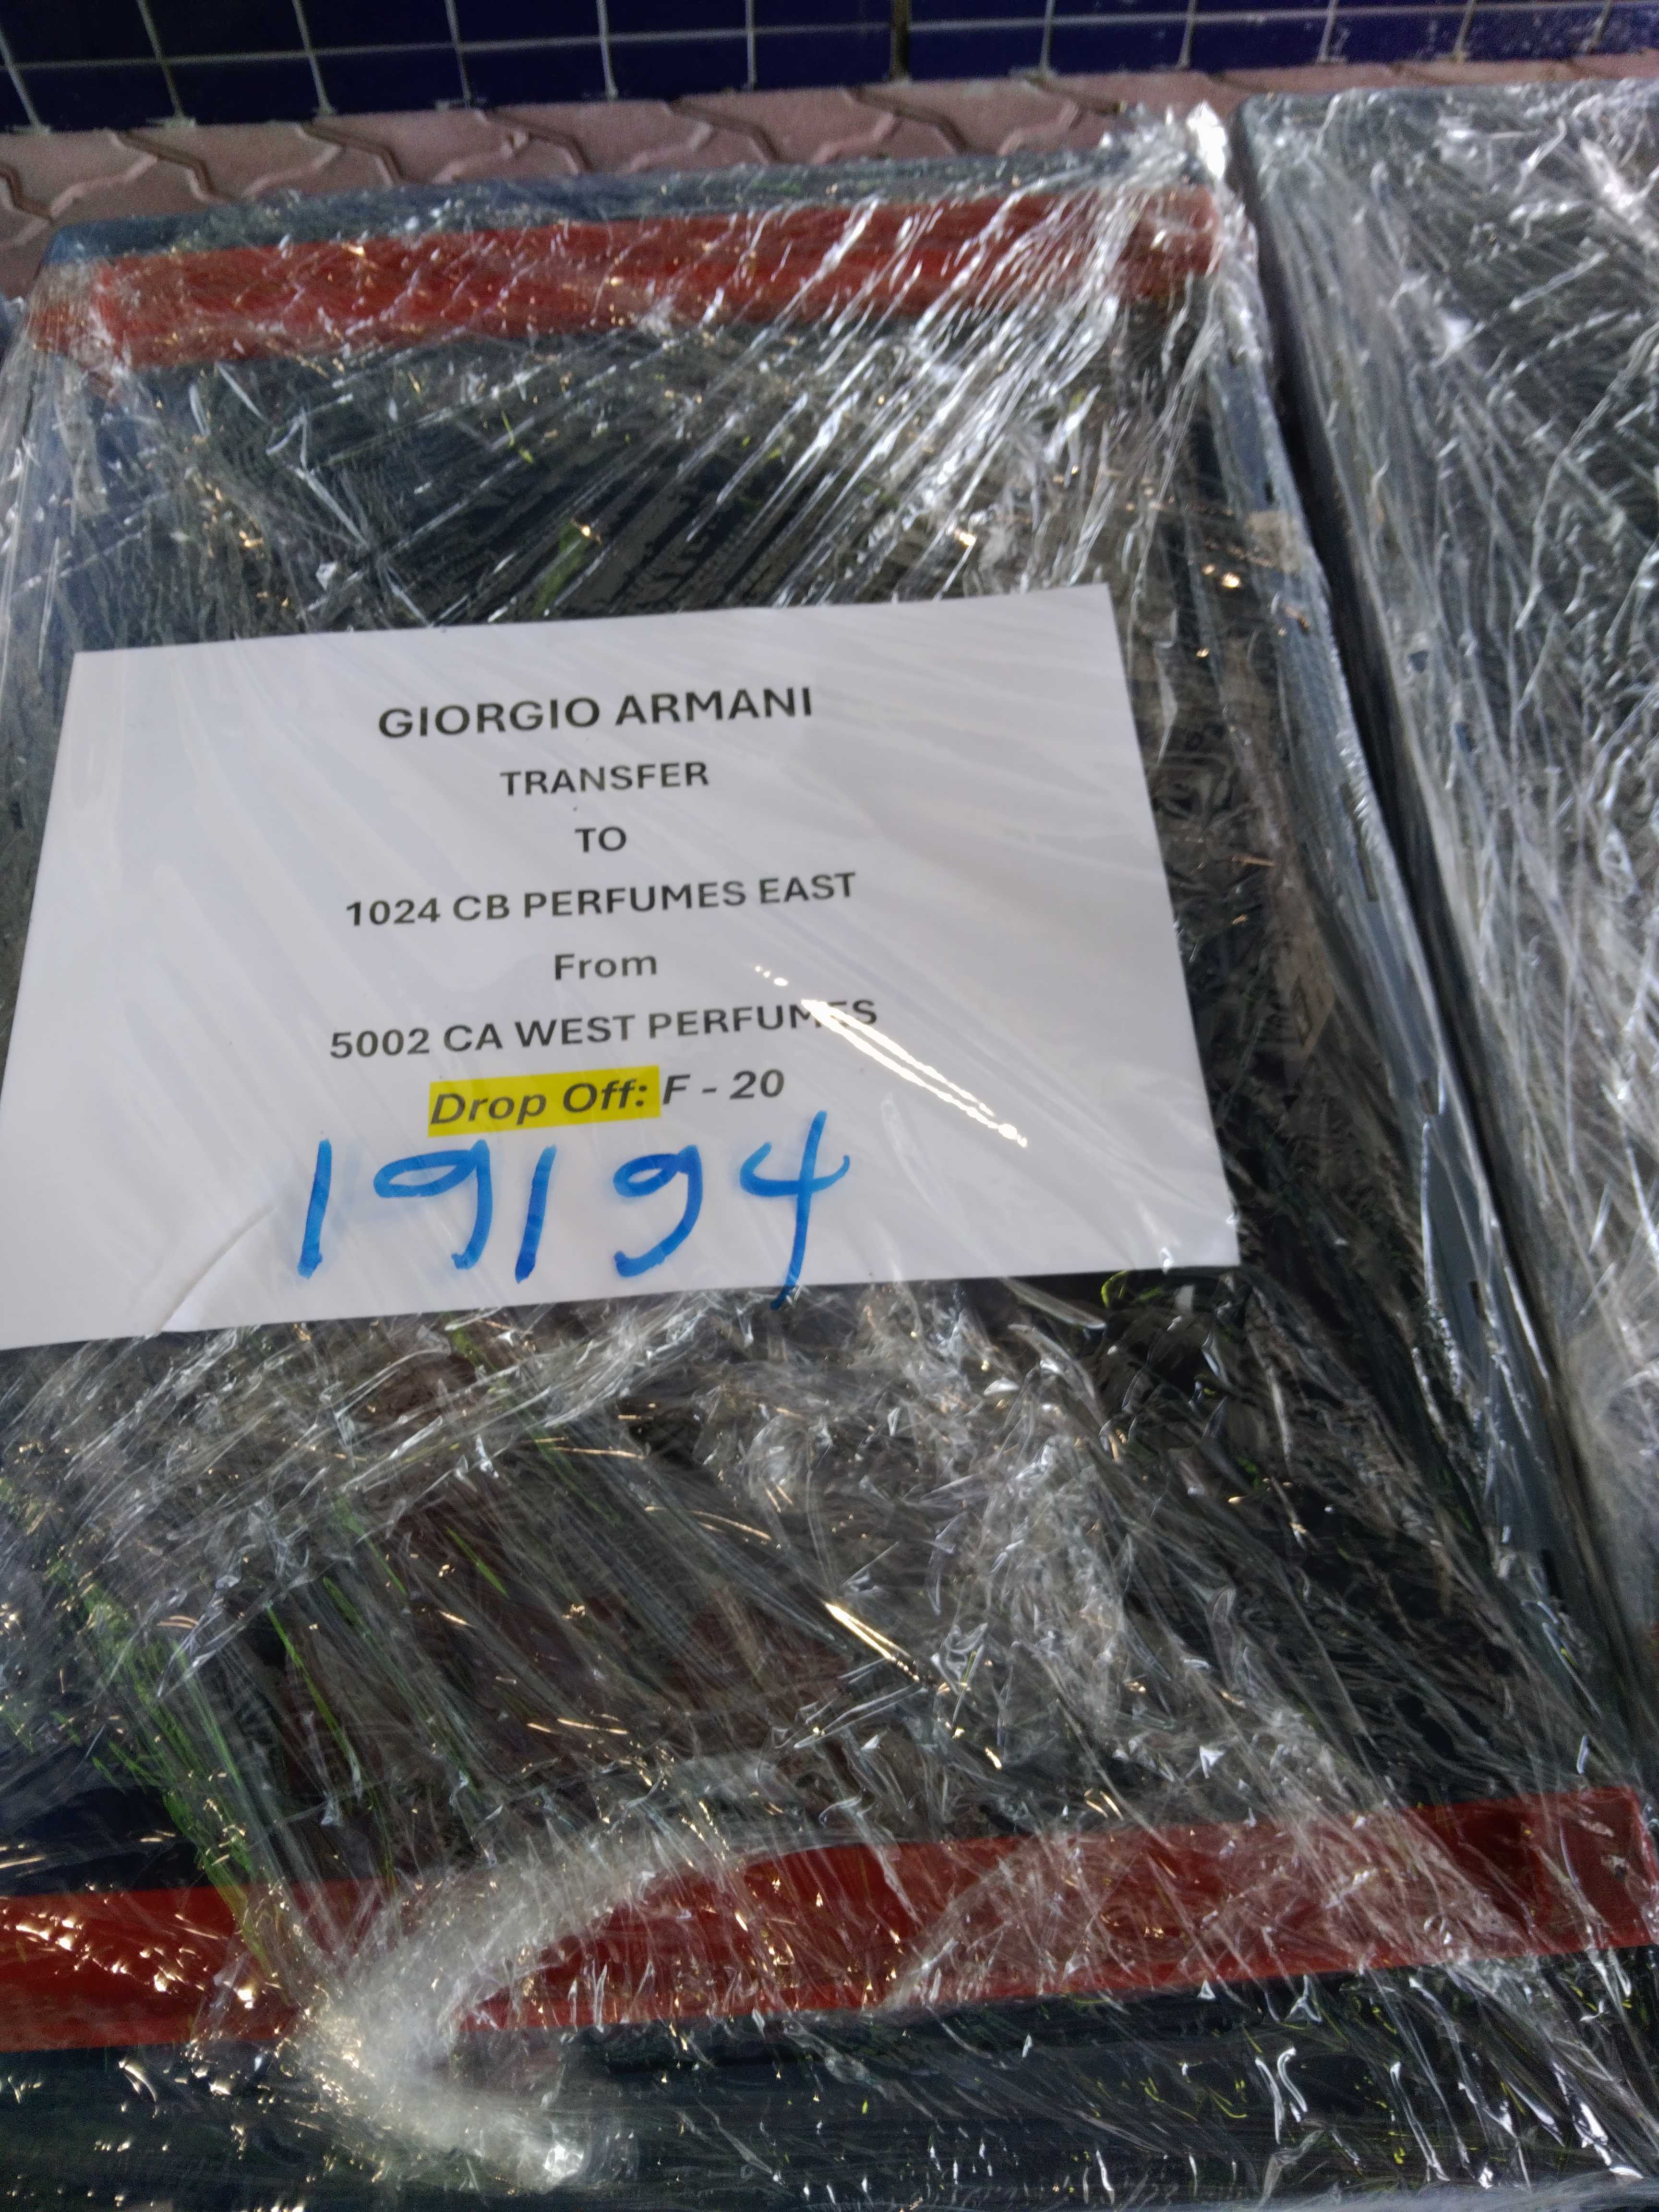 GIORGIO ARMANI
TRANSFER
TO
1024 CB PERFUMES EAST
From
5002 CA WEST PERFUMES
Drop Off: F - 20
19194